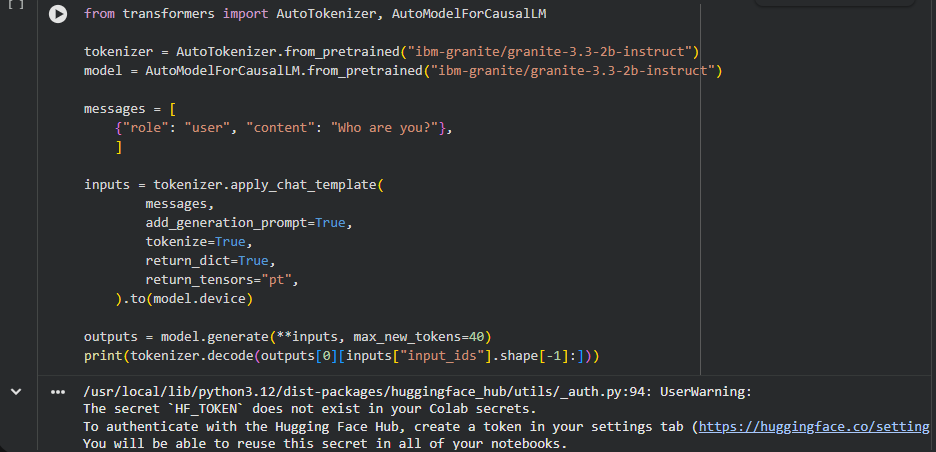 [ ]
from transformers import AutoTokenizer, AutoModelForCausalLM
tokenizer = AutoTokenizer.from_pretrained("ibm-granite/granite-3.3-2b-instruct")
model = AutoModelForCausalLM.from_pretrained("ibm-granite/granite-3.3-2b-instruct")
messages = [
    {"role": "user", "content": "Who are you?"},
    ]
inputs = tokenizer.apply_chat_template(
        messages,
        add_generation_prompt=True,
        tokenize=True,
        return_dict=True,
        return_tensors="pt",
    ).to(model.device)
outputs = model.generate(**inputs, max_new_tokens=40)
print(tokenizer.decode(outputs[0][inputs["input_ids"].shape[-1]:]))
/usr/local/lib/python3.12/dist-packages/huggingface_hub/utils/_auth.py:94: UserWarning:
The secret `HF_TOKEN` does not exist in your Colab secrets.
To authenticate with the Hugging Face Hub, create a token in your settings tab (https://huggingface.co/setting
You will be able to reuse this secret in all of your notebooks.